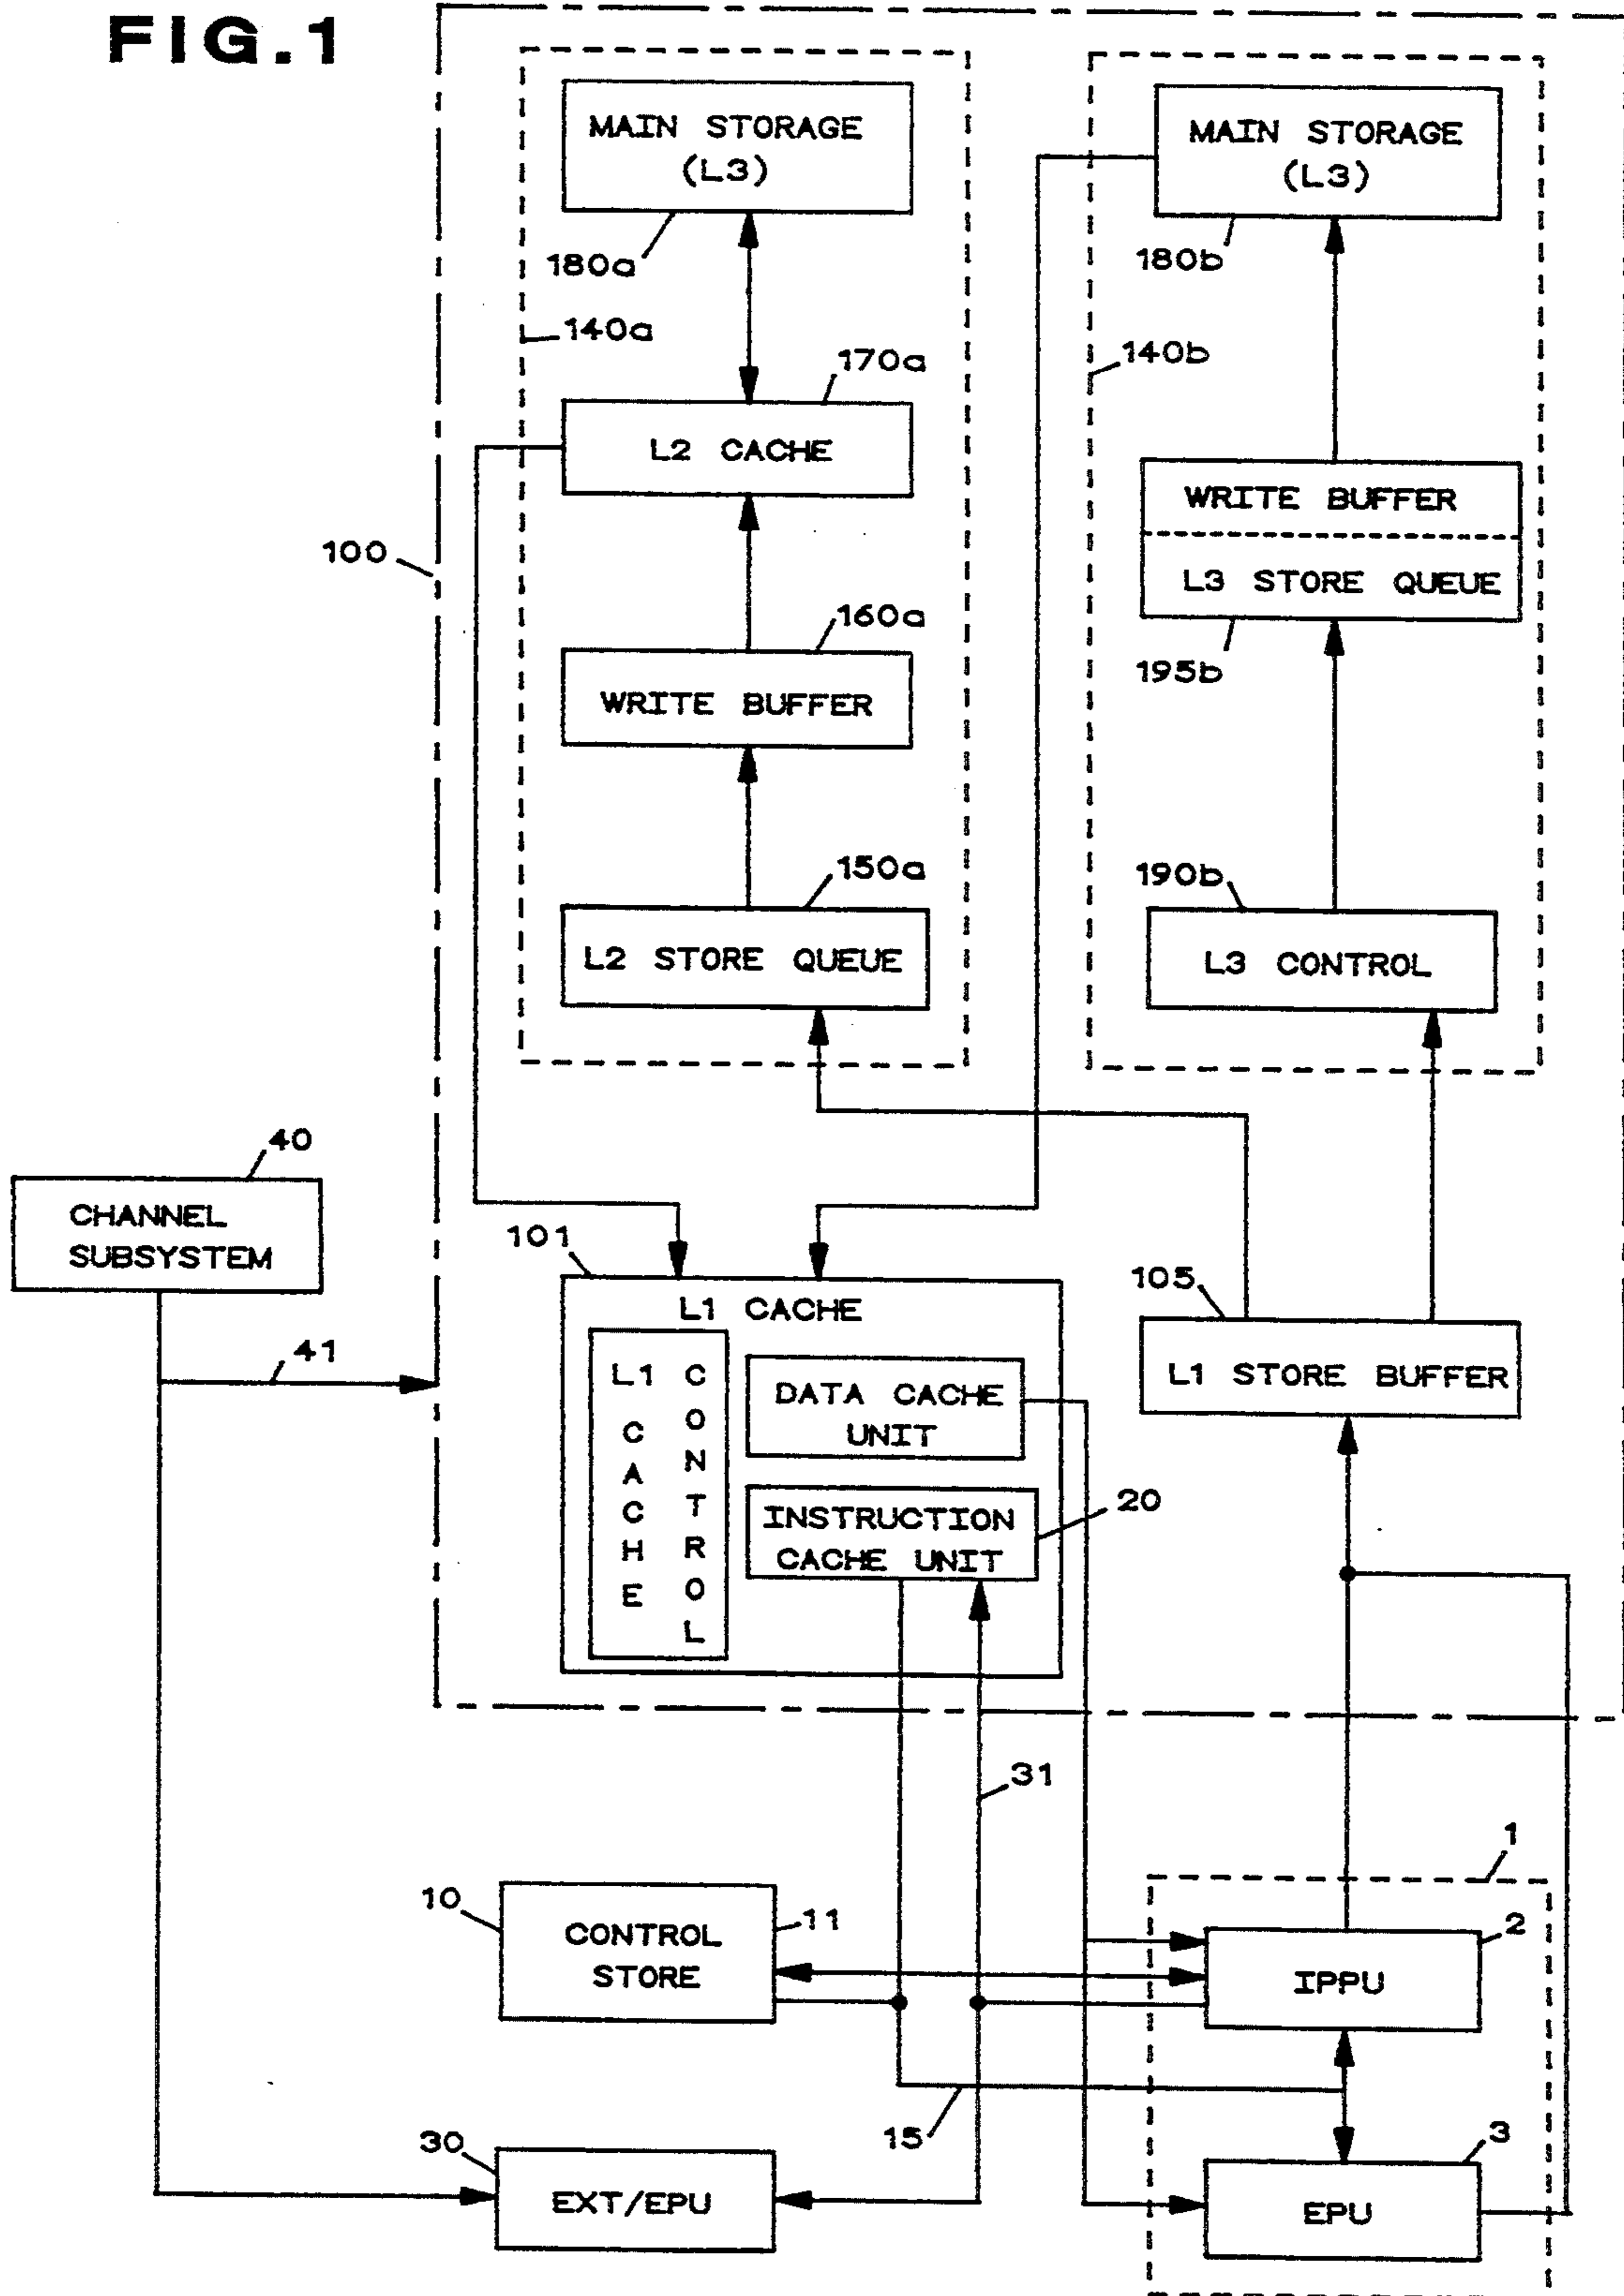 FIG.1
MAIN STORAGE
(L3)
180a
140a
170a
L2 CACHE
160a
WRITE BUFFER
150a
L2 STORE QUEUE
MAIN STORAGE
(L3)
180b
140b
WRITE BUFFER
L3 STORE QUEUE
195b
190b
L3 CONTROL
100
40
CHANNEL
SUBSYSTEM
41
101
L1 CACHE
L1 CACHE
CONTROL
DATA CACHE
UNIT
INSTRUCTION
CACHE UNIT
20
105
L1 STORE BUFFER
31
10
CONTROL
STORE
11
1
2
IPPU
15
30
EXT/EPU
3
EPU